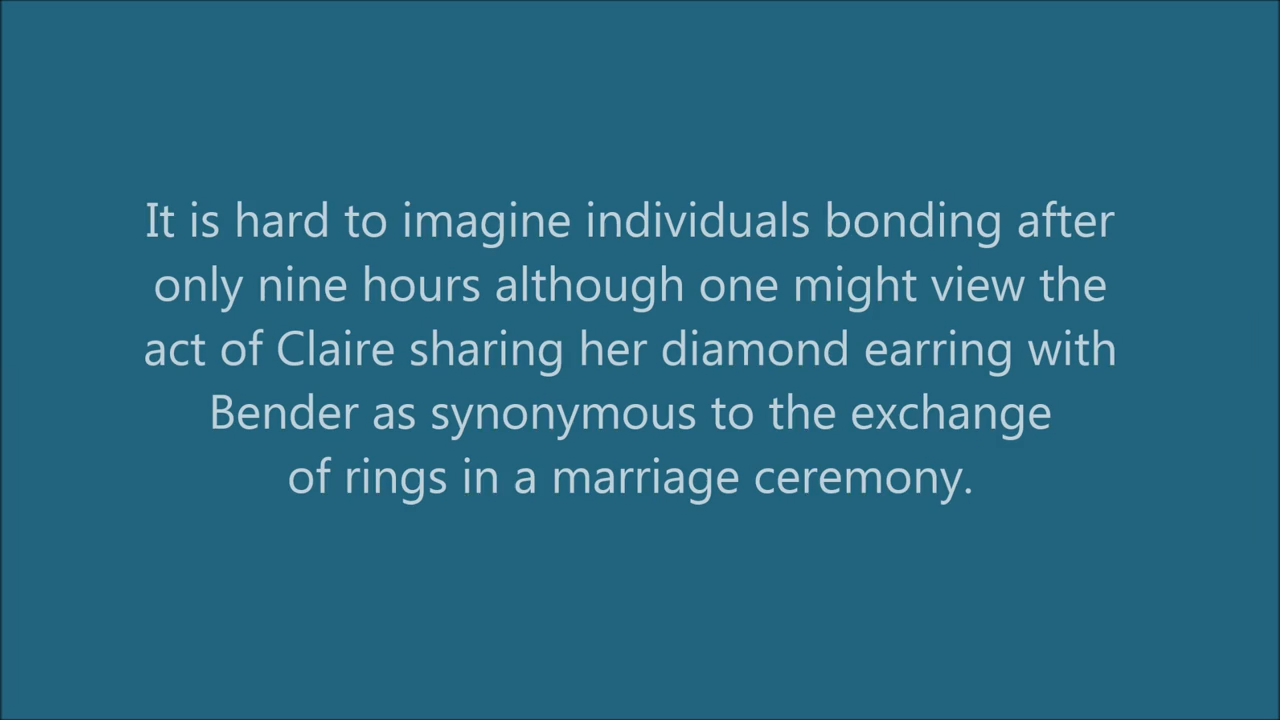 It is hard to imagine individuals bonding after
only nine hours although one might view the
act of Claire sharing her diamond earring with
Bender as synonymous to the exchange
of rings in a marriage ceremony.